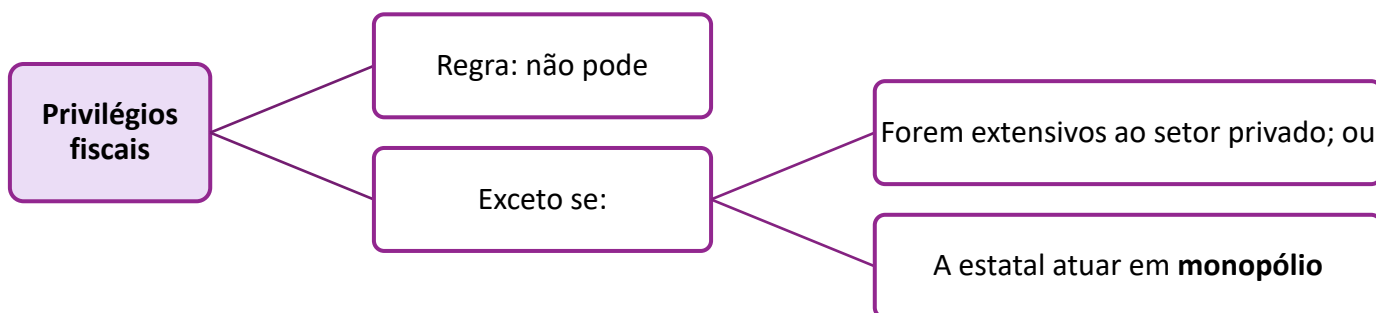 Privilégios
fiscais
Regra: não pode
Exceto se:
Forem extensivos ao setor privado; ou
A estatal atuar em monopólio